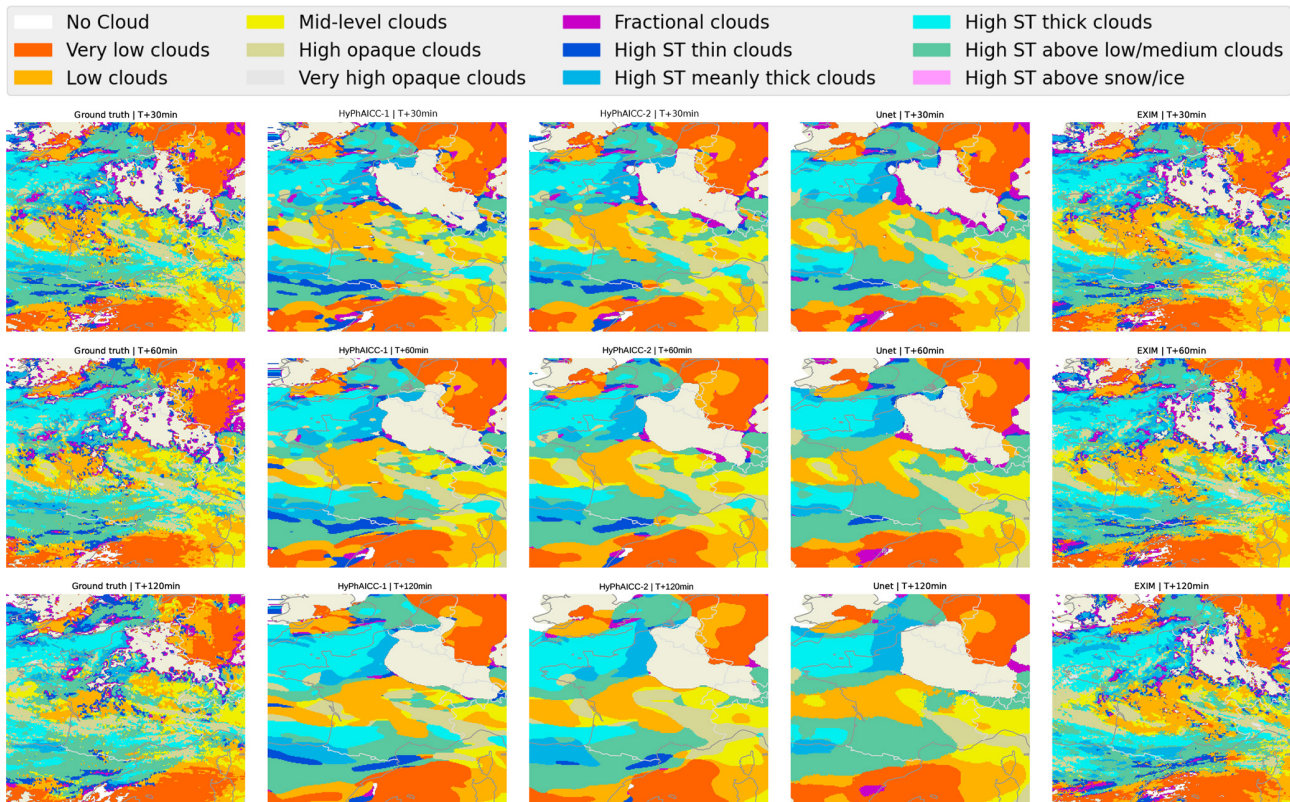 No Cloud Mid-level clouds Fractional clouds High ST thick clouds
Very low clouds High opaque clouds High ST thin clouds High ST above low/medium clouds
Low clouds Very high opaque clouds High ST meanly thick clouds High ST above snow/ice
Ground truth | T+30min HyPhAICC-1 | T+30min HyPhAICC-2 | T+30min Unet | T+30min EXIM | T+30min
Ground truth | T+60min HyPhAICC-1 | T+60min HyPhAICC-2 | T+60min Unet | T+60min EXIM | T+60min
Ground truth | T+120min HyPhAICC-1 | T+120min HyPhAICC-2 | T+120min Unet | T+120min EXIM | T+120min